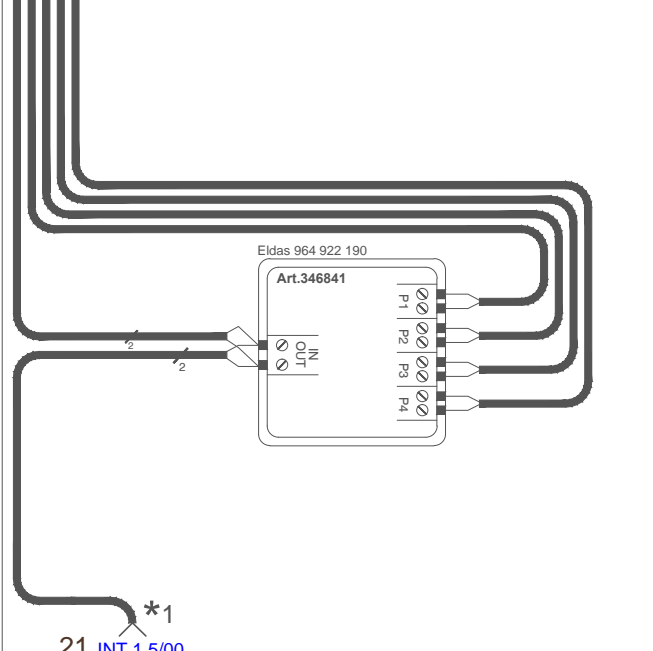 Eldas 964 922 190
Art.346841
P1
P2
P3
P4
IN
OUT
2
2
*1
21 INT 1.5/00